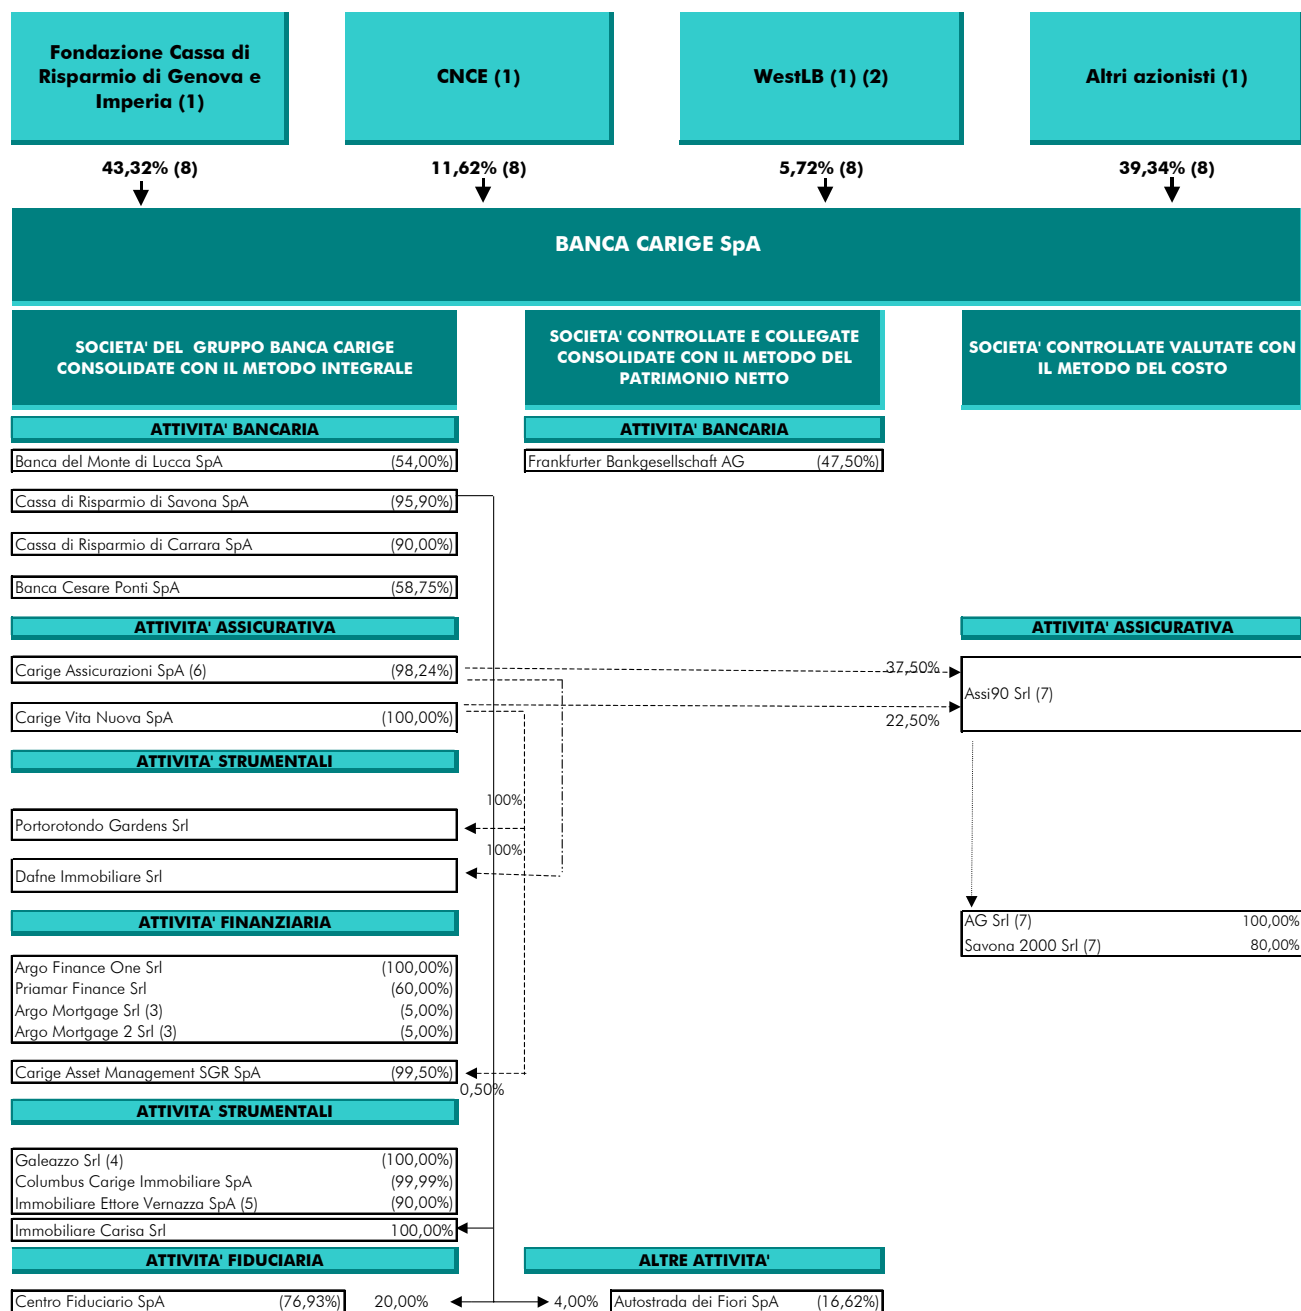 Fondazione Cassa di
Risparmio di Genova e
Imperia (1)
CNCE (1)
WestLB (1) (2)
Altri azionisti (1)
43,32% (8)
11,62% (8)
5,72% (8)
39,34% (8)
BANCA CARIGE SpA
SOCIETA' DEL GRUPPO BANCA CARIGE
CONSOLIDATE CON IL METODO INTEGRALE
SOCIETA' CONTROLLATE E COLLEGATE
CONSOLIDATE CON IL METODO DEL
PATRIMONIO NETTO
SOCIETA' CONTROLLATE VALUTATE CON
IL METODO DEL COSTO
ATTIVITA' BANCARIA
ATTIVITA' BANCARIA
Banca del Monte di Lucca SpA (54,00%)
Frankfurter Bankgesellschaft AG (47,50%)
Cassa di Risparmio di Savona SpA (95,90%)
Cassa di Risparmio di Carrara SpA (90,00%)
Banca Cesare Ponti SpA (58,75%)
ATTIVITA' ASSICURATIVA
ATTIVITA' ASSICURATIVA
Carige Assicurazioni SpA (6) (98,24%)
37,50%
Assi90 Srl (7)
Carige Vita Nuova SpA (100,00%)
22,50%
ATTIVITA' STRUMENTALI
100%
Portorotondo Gardens Srl
100%
Dafne Immobiliare Srl
ATTIVITA' FINANZIARIA
AG Srl (7) 100,00%
Savona 2000 Srl (7) 80,00%
Argo Finance One Srl (100,00%)
Priamar Finance Srl (60,00%)
Argo Mortgage Srl (3) (5,00%)
Argo Mortgage 2 Srl (3) (5,00%)
Carige Asset Management SGR SpA (99,50%)
0,50%
ATTIVITA' STRUMENTALI
Galeazzo Srl (4) (100,00%)
Columbus Carige Immobiliare SpA (99,99%)
Immobiliare Ettore Vernazza SpA (5) (90,00%)
Immobiliare Carisa Srl 100,00%
ATTIVITA' FIDUCIARIA
ALTRE ATTIVITA'
Centro Fiduciario SpA (76,93%) 20,00%
4,00% Autostrada dei Fiori SpA (16,62%)